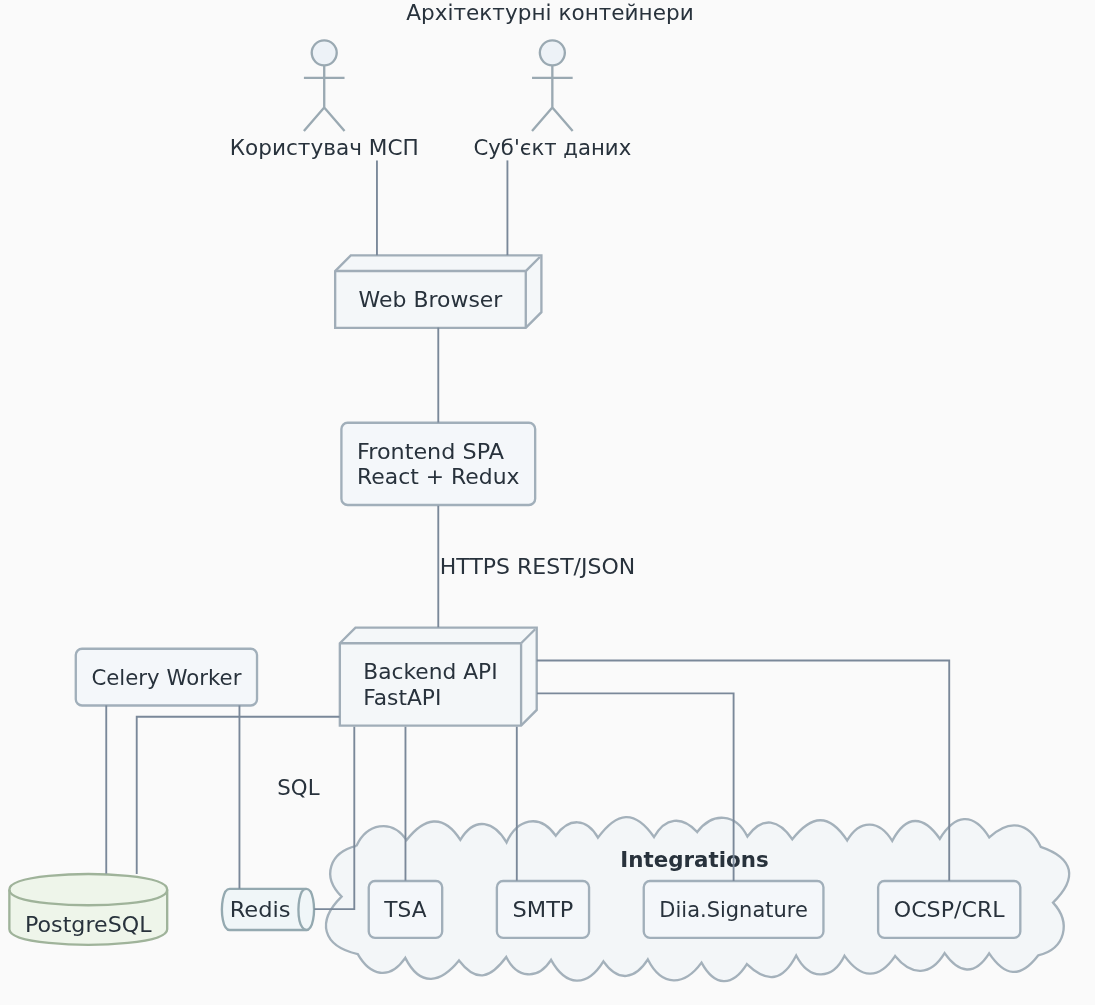 Архітектурні контейнери
Користувач МСП
Суб'єкт даних
Web Browser
Frontend SPA
React + Redux
HTTPS REST/JSON
Celery Worker
Backend API
FastAPI
SQL
Integrations
PostgreSQL
Redis
TSA
SMTP
Diia.Signature
OCSP/CRL